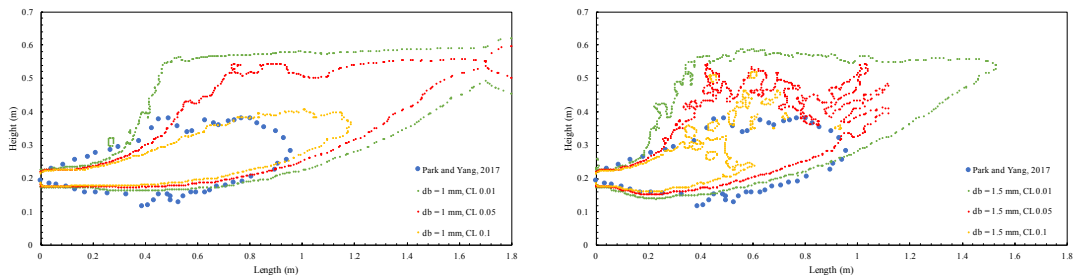 0.7
0.6
0.5
0.4
0.3
0.2
0.1
0
Height (m)
0.0 0.2 0.4 0.6 0.8 1.0 1.2 1.4 1.6 1.8
Length (m)
Park and Yang, 2017
db = 1 mm, CL 0.01
db = 1 mm, CL 0.05
db = 1 mm, CL 0.1
0.7
0.6
0.5
0.4
0.3
0.2
0.1
0
Height (m)
0.0 0.2 0.4 0.6 0.8 1.0 1.2 1.4 1.6 1.8
Length (m)
Park and Yang, 2017
db = 1.5 mm, CL 0.01
db = 1.5 mm, CL 0.05
db = 1.5 mm, CL 0.1